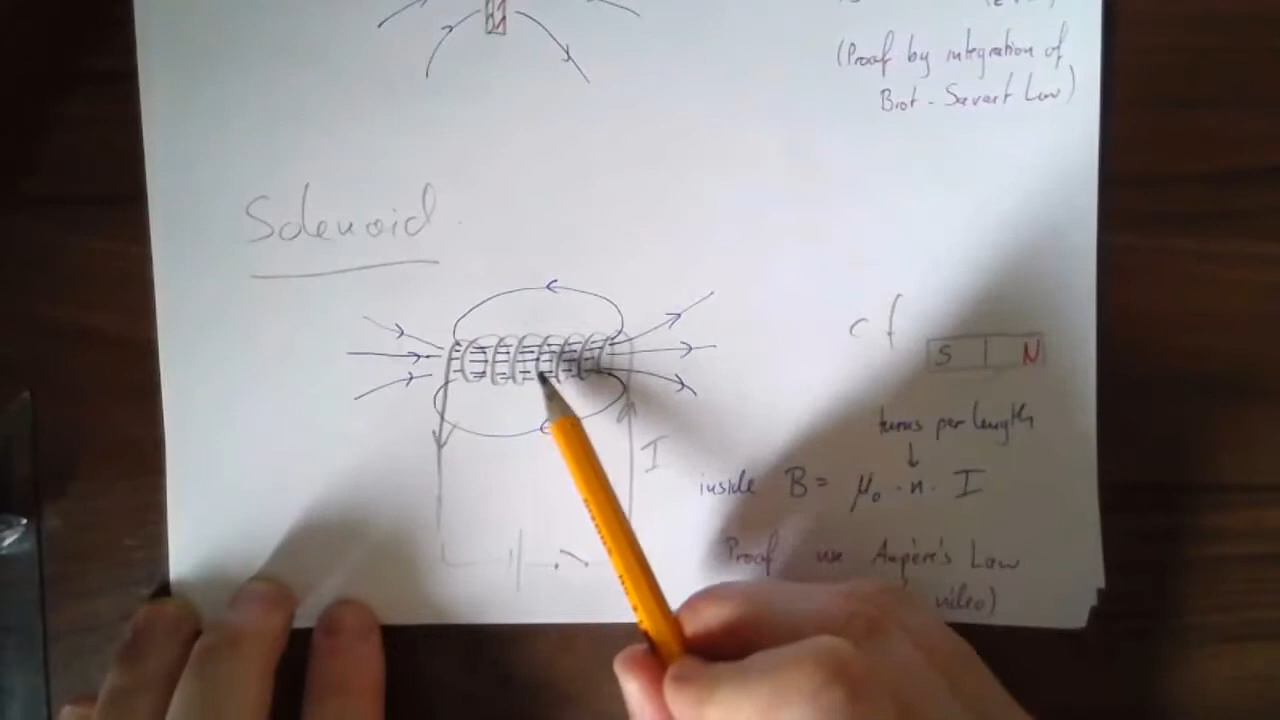 (Proof by integration of
Biot-Savart Law)
Solenoid
cf
S N
turns per length
I
inside B = μ₀ · n · I
Proof use Ampère's Law
video)